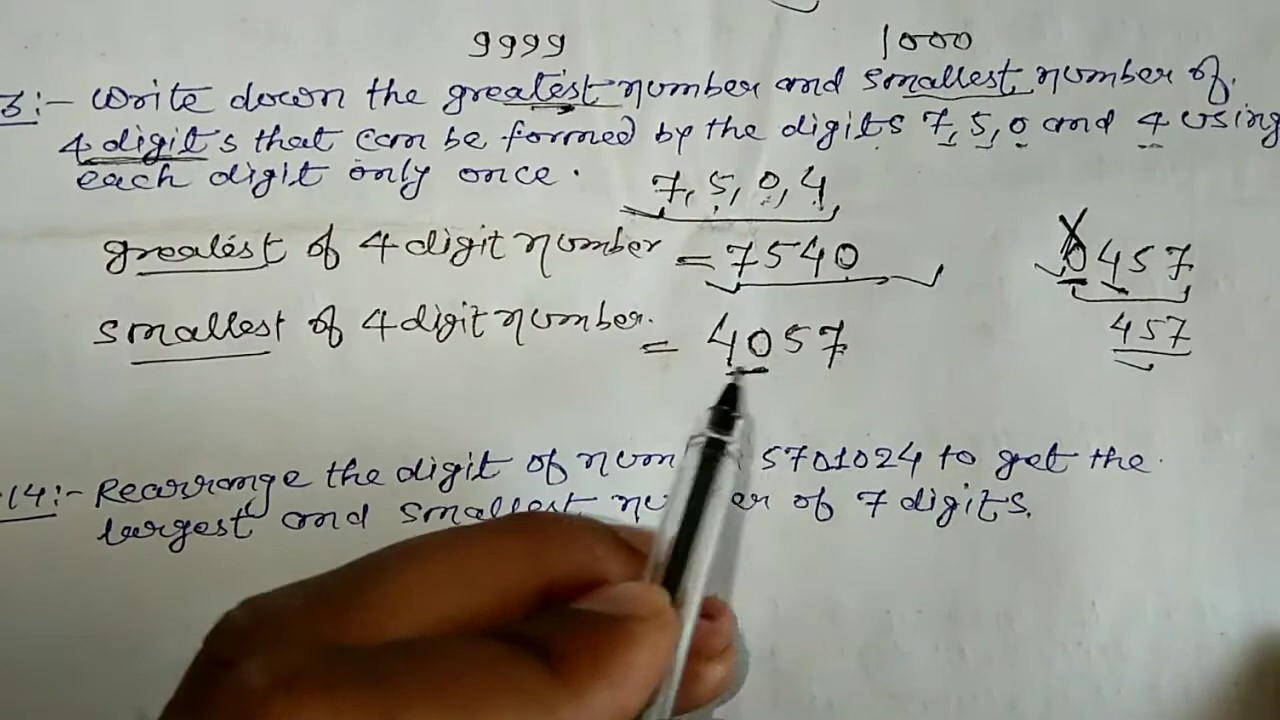 9999 1000
3:- Write down the greatest number and smallest number of
4 digits that can be formed by the digits 7, 5, 0 and 4 using
each digit only once.
7, 5, 0, 4
greatest of 4 digit number = 7540
0457
smallest of 4 digit number. = 4057
457
14:- Rearrange the digit of num 5701024 to get the
largest and smallest nu er of 7 digits.